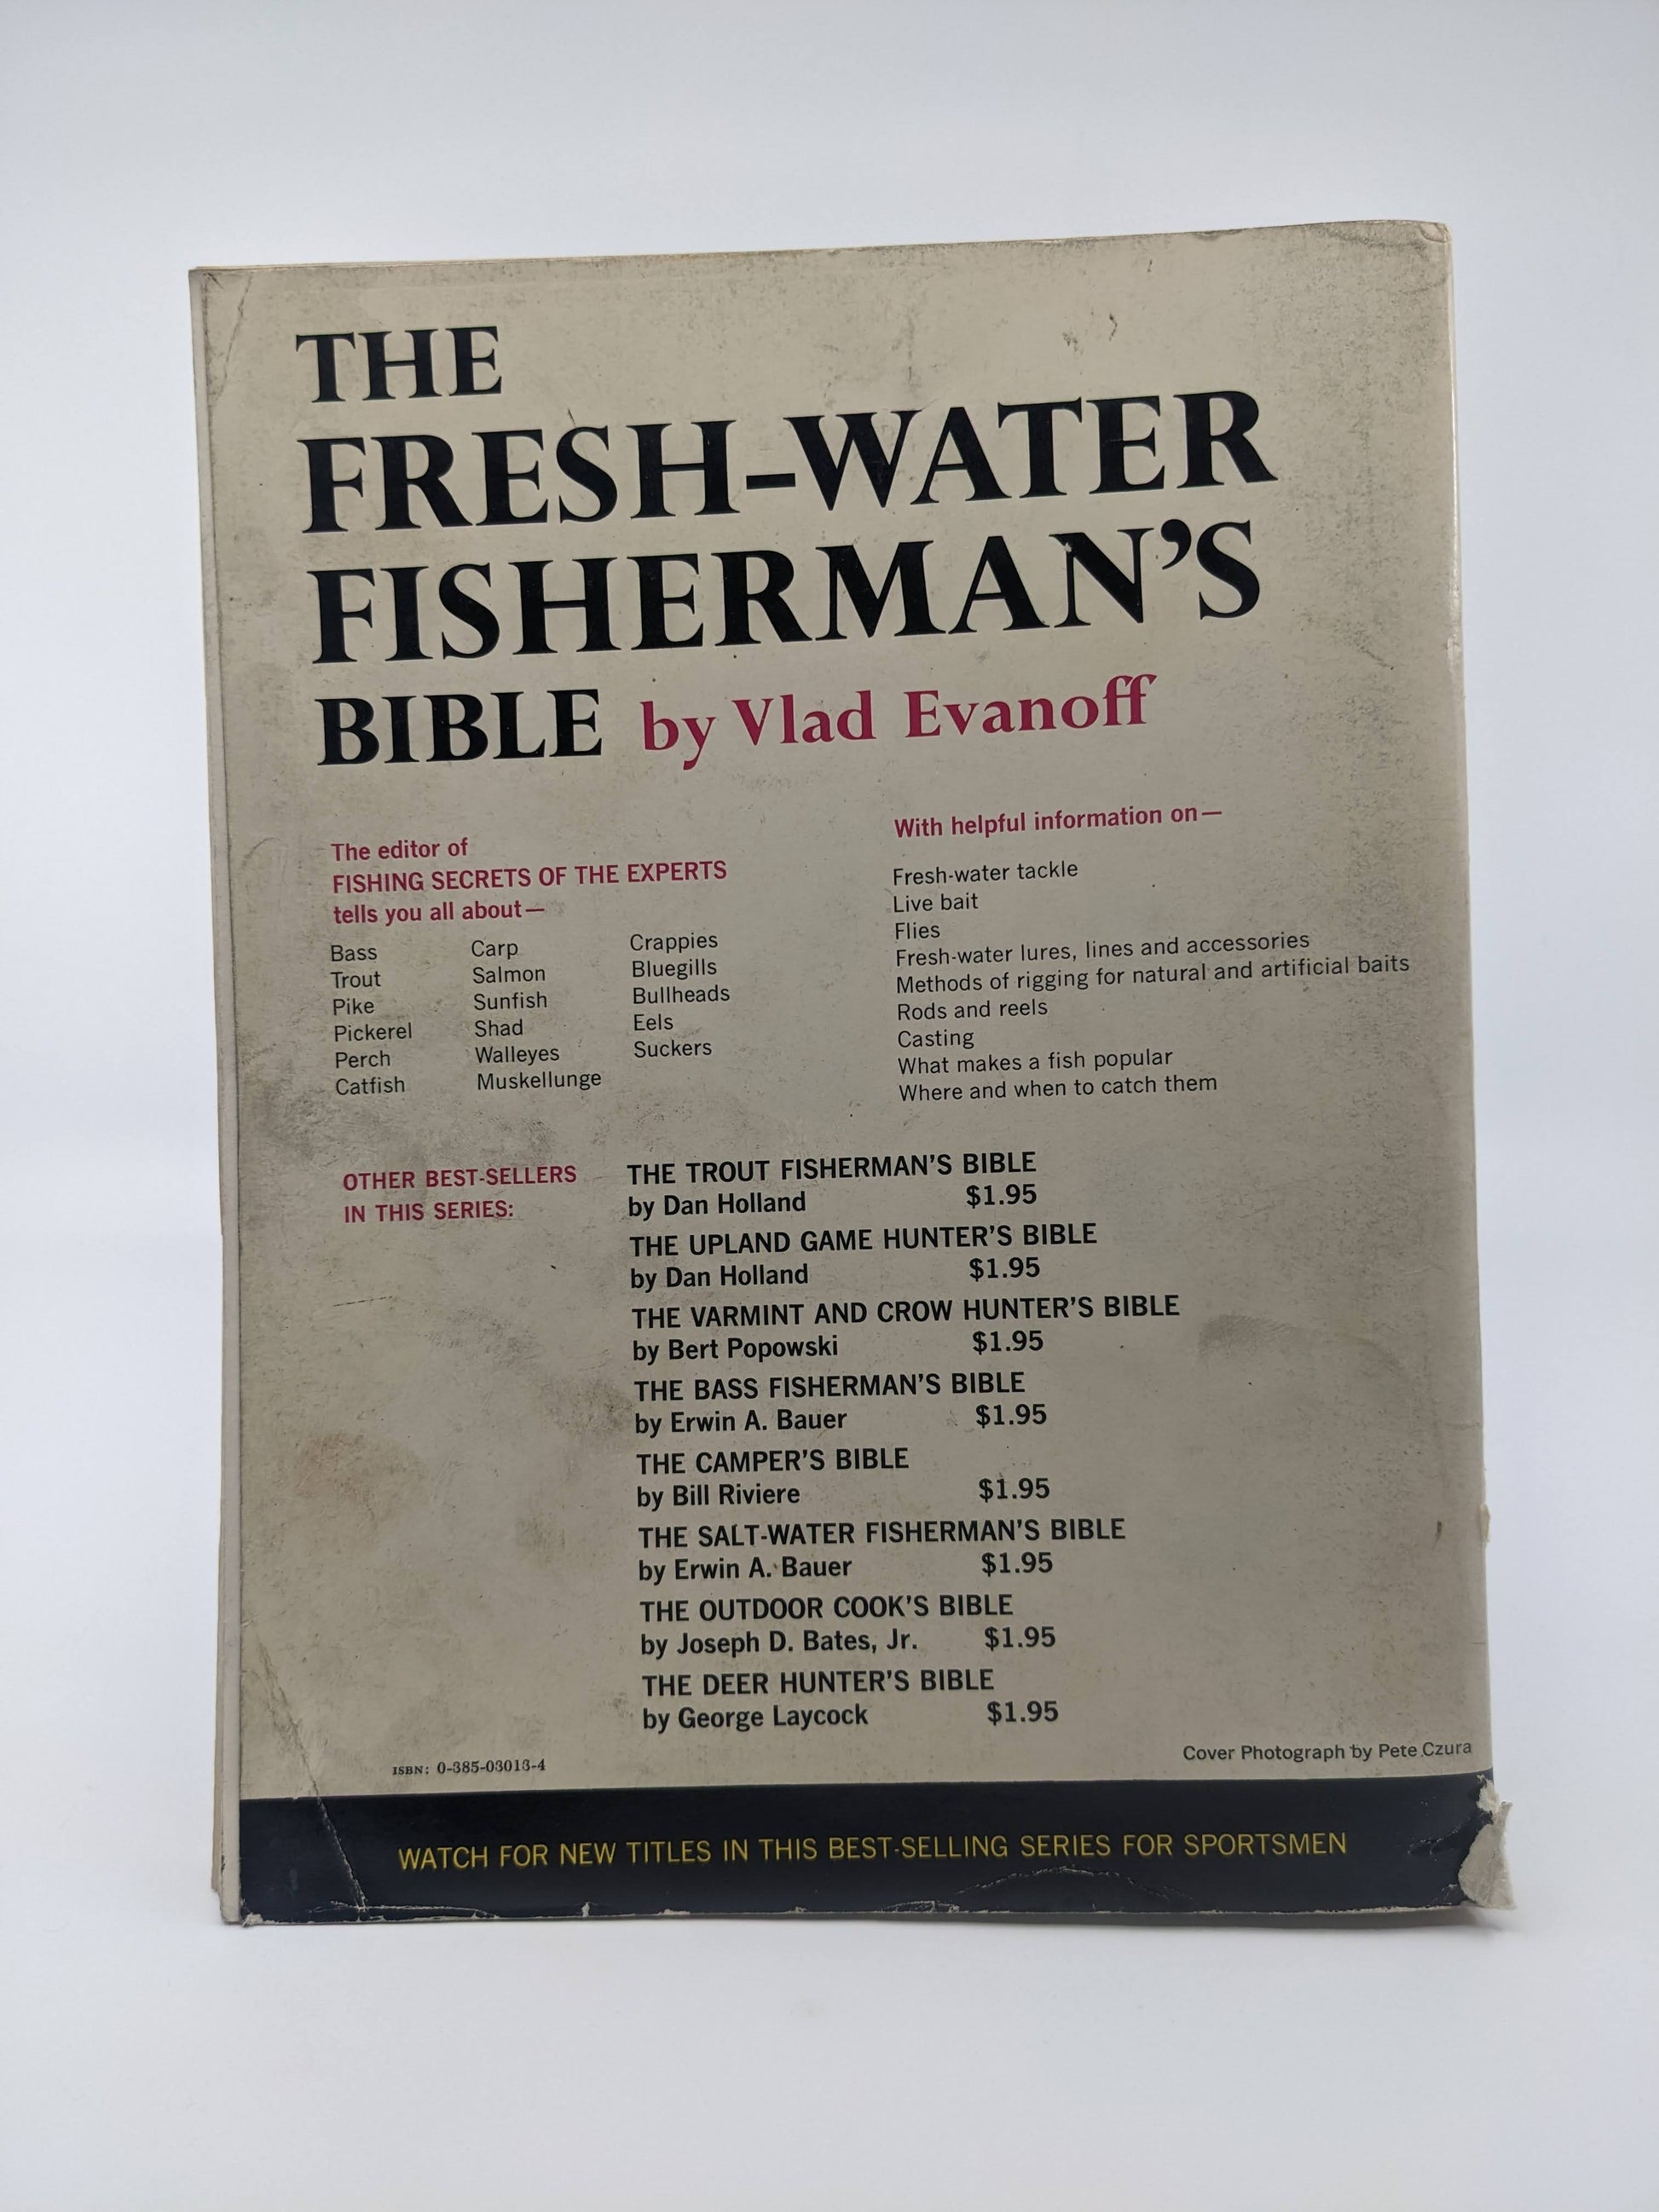 THE
FRESH-WATER
FISHERMAN'S
BIBLE by Vlad Evanoff
The editor of
FISHING SECRETS OF THE EXPERTS
tells you all about—
Bass
Trout
Pike
Pickerel
Perch
Catfish
Carp
Salmon
Sunfish
Shad
Walleyes
Muskellunge
Crappies
Bluegills
Bullheads
Eels
Suckers
With helpful information on—
Fresh-water tackle
Live bait
Flies
Fresh-water lures, lines and accessories
Methods of rigging for natural and artificial baits
Rods and reels
Casting
What makes a fish popular
Where and when to catch them
OTHER BEST-SELLERS
IN THIS SERIES:
THE TROUT FISHERMAN'S BIBLE
by Dan Holland $1.95
THE UPLAND GAME HUNTER'S BIBLE
by Dan Holland $1.95
THE VARMINT AND CROW HUNTER'S BIBLE
by Bert Popowski $1.95
THE BASS FISHERMAN'S BIBLE
by Erwin A. Bauer $1.95
THE CAMPER'S BIBLE
by Bill Riviere $1.95
THE SALT-WATER FISHERMAN'S BIBLE
by Erwin A. Bauer $1.95
THE OUTDOOR COOK'S BIBLE
by Joseph D. Bates, Jr. $1.95
THE DEER HUNTER'S BIBLE
by George Laycock $1.95
ISBN: 0-385-03013-4
Cover Photograph by Pete Czura
WATCH FOR NEW TITLES IN THIS BEST-SELLING SERIES FOR SPORTSMEN